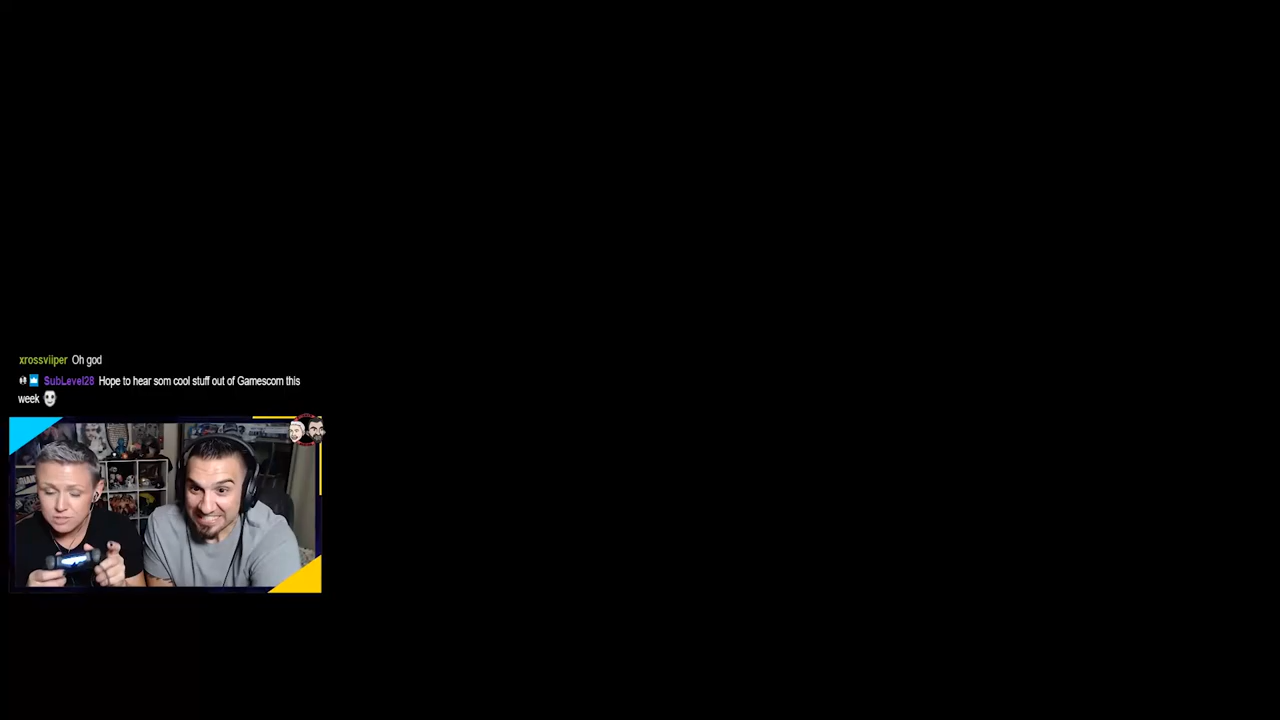 xrossviiper Oh god
SubLevel28 Hope to hear som cool stuff out of Gamescom this
week